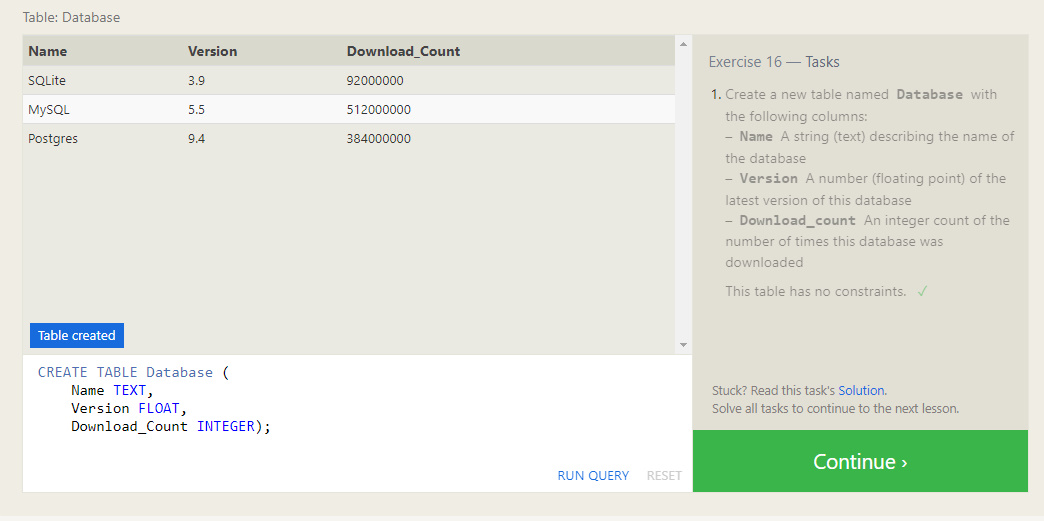 Table: Database
Name Version Download_Count
SQLite 3.9 92000000
MySQL 5.5 512000000
Postgres 9.4 384000000
Table created
CREATE TABLE Database (
Name TEXT,
Version FLOAT,
Download_Count INTEGER);
RUN QUERY RESET
Exercise 16 — Tasks
1. Create a new table named Database with
the following columns:
– Name A string (text) describing the name of
the database
– Version A number (floating point) of the
latest version of this database
– Download_count An integer count of the
number of times this database was
downloaded
This table has no constraints. ✓
Stuck? Read this task's Solution.
Solve all tasks to continue to the next lesson.
Continue ›